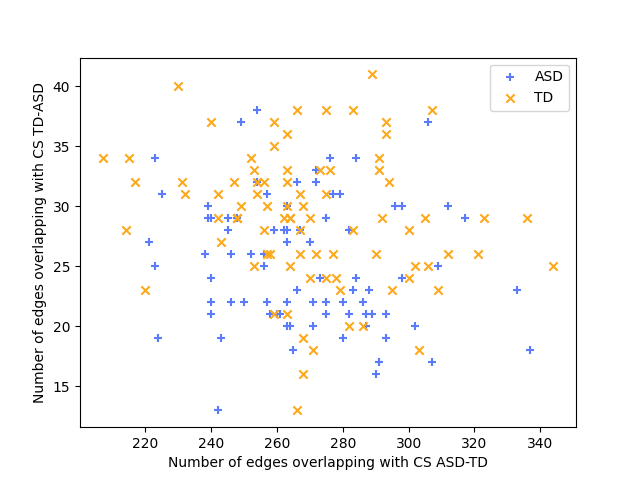 ASD
TD
40
35
30
25
20
15
Number of edges overlapping with CS TD-ASD
220 240 260 280 300 320 340
Number of edges overlapping with CS ASD-TD